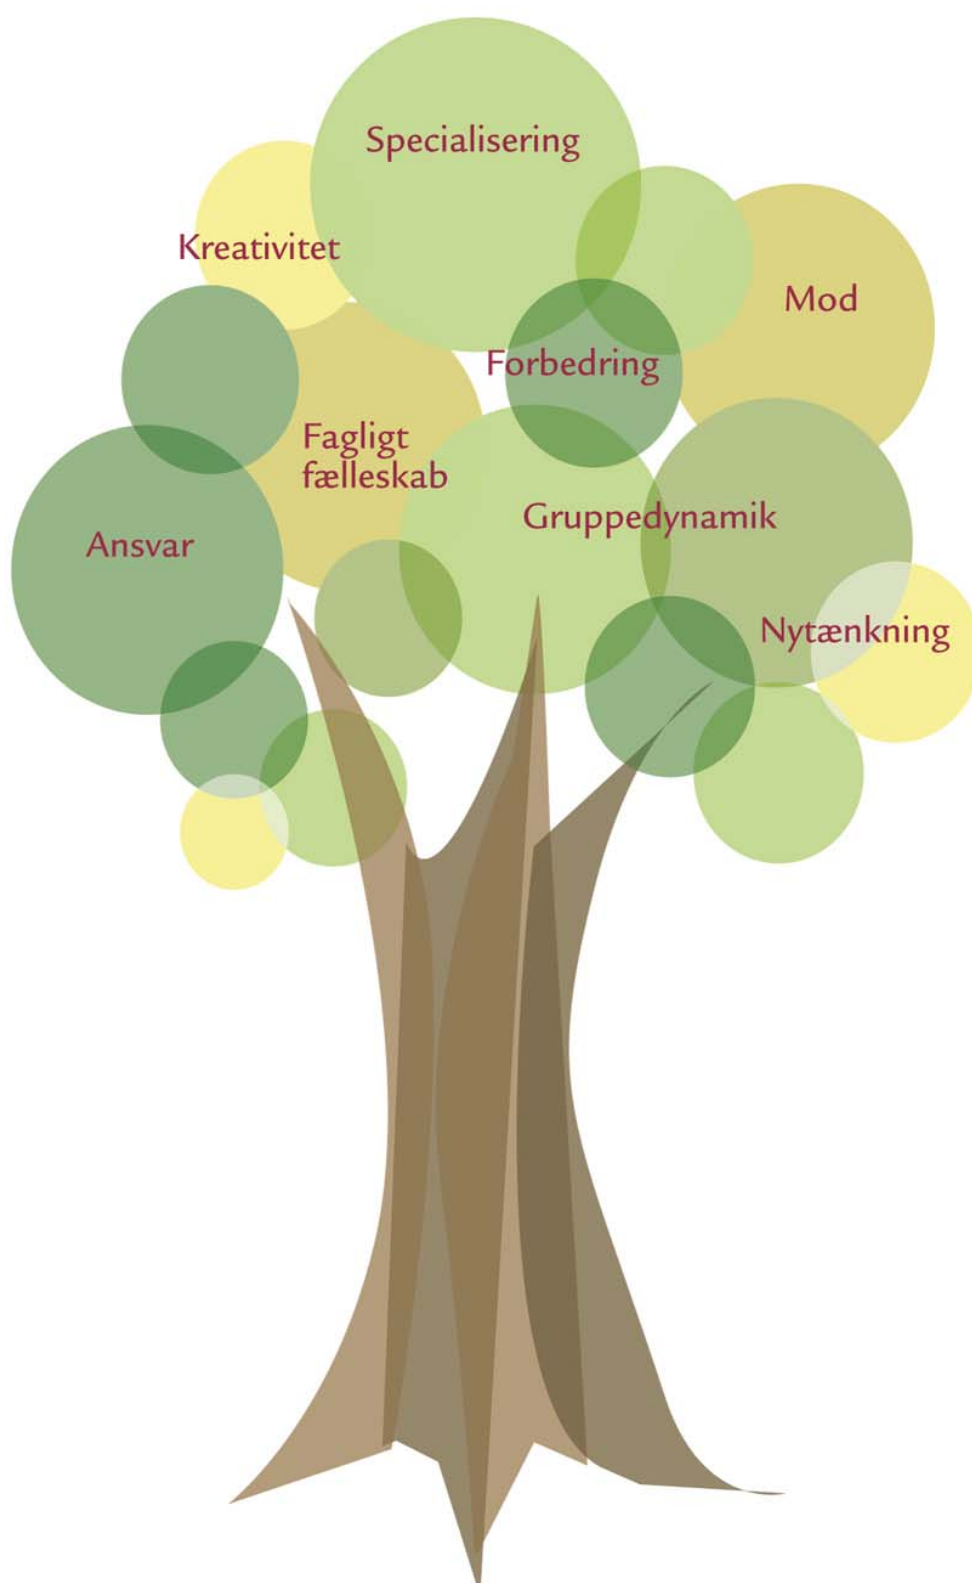 Specialisering
Kreativitet
Mod
Forbedring
Fagligt
fælleskab
Gruppedynamik
Ansvar
Nytænkning